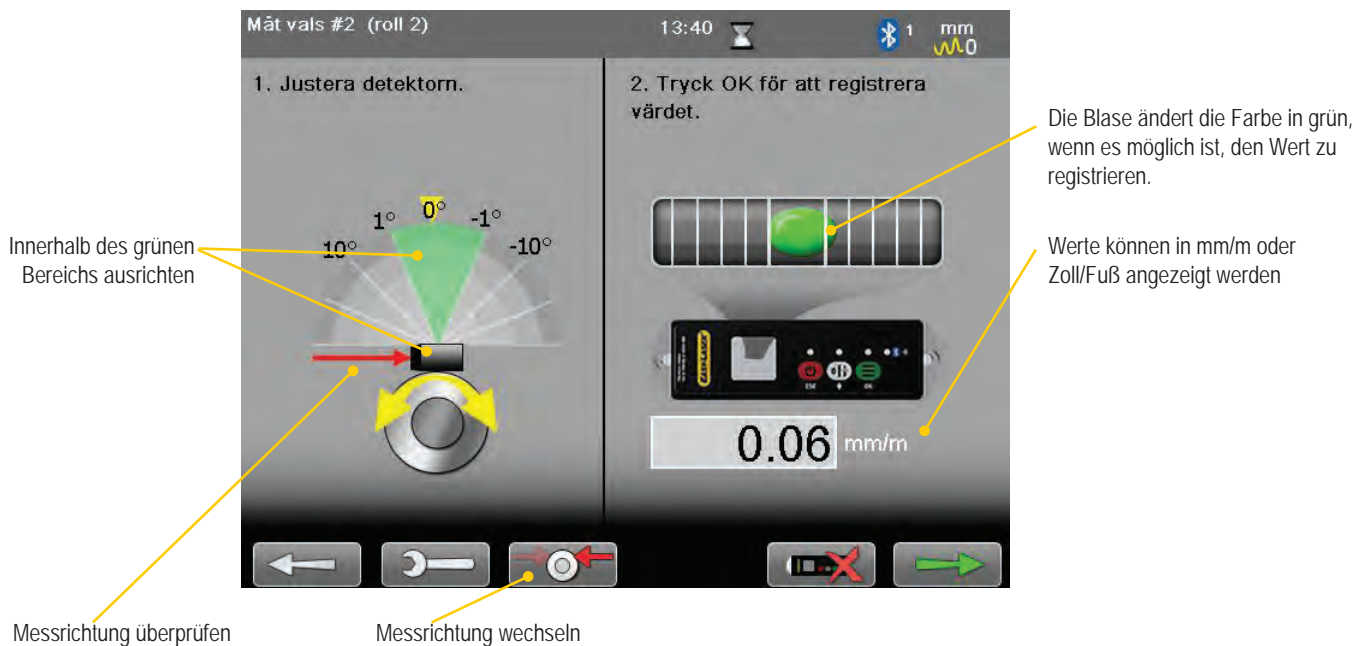 Mät vals #2 (roll 2)
13:40
1
mm
0
1. Justera detektorn.
2. Tryck OK för att registrera
värdet.
Die Blase ändert die Farbe in grün,
wenn es möglich ist, den Wert zu
registrieren.
Innerhalb des grünen
Bereichs ausrichten
10°
1°
0°
-1°
-10°
Werte können in mm/m oder
Zoll/Fuß angezeigt werden
EASY-LASER
OK
0.06 mm/m
Messrichtung überprüfen
Messrichtung wechseln